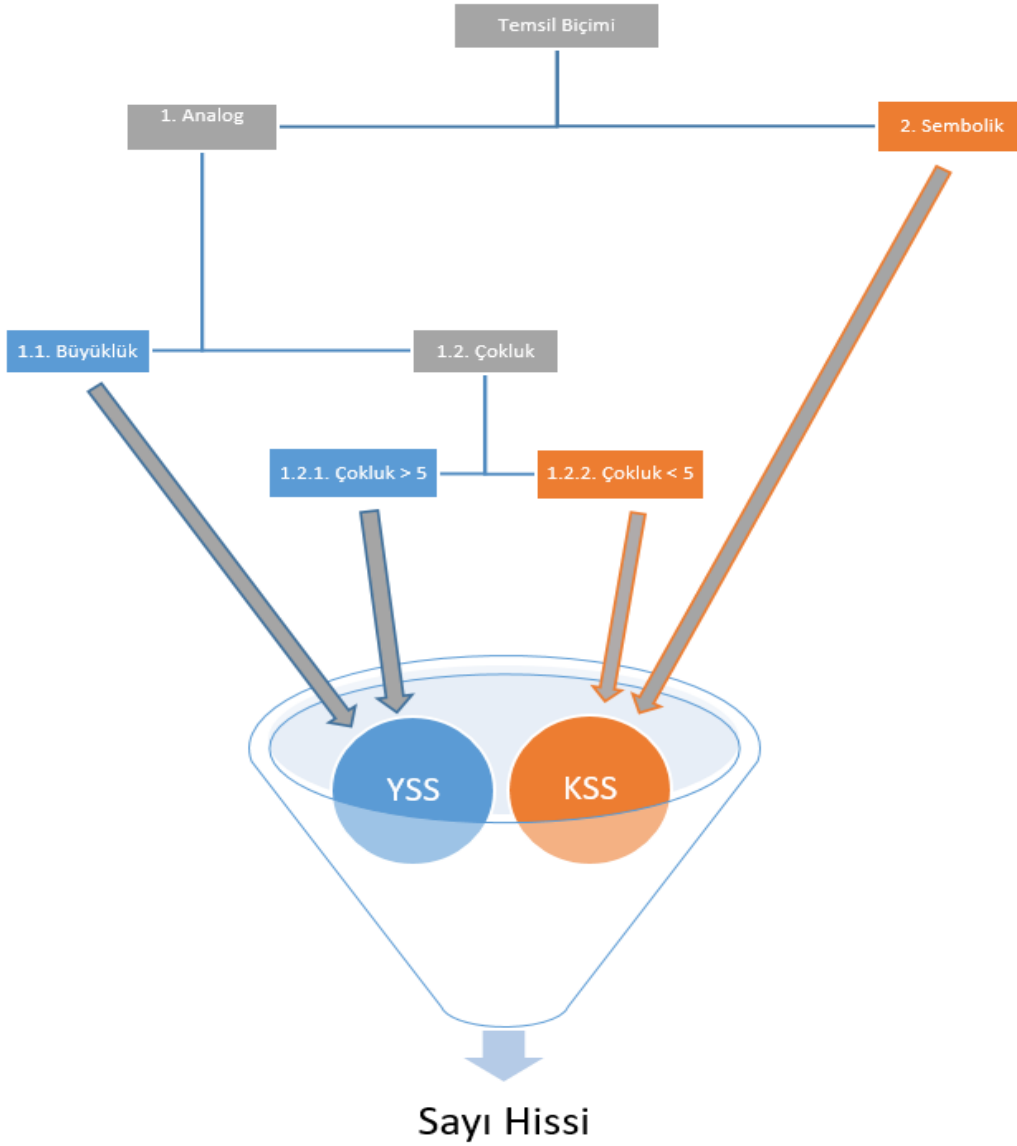 Temsil Biçimi
1. Analog
2. Sembolik
1.1. Büyüklük
1.2. Çokluk
1.2.1. Çokluk > 5
1.2.2. Çokluk < 5
YSS
KSS
Sayı Hissi